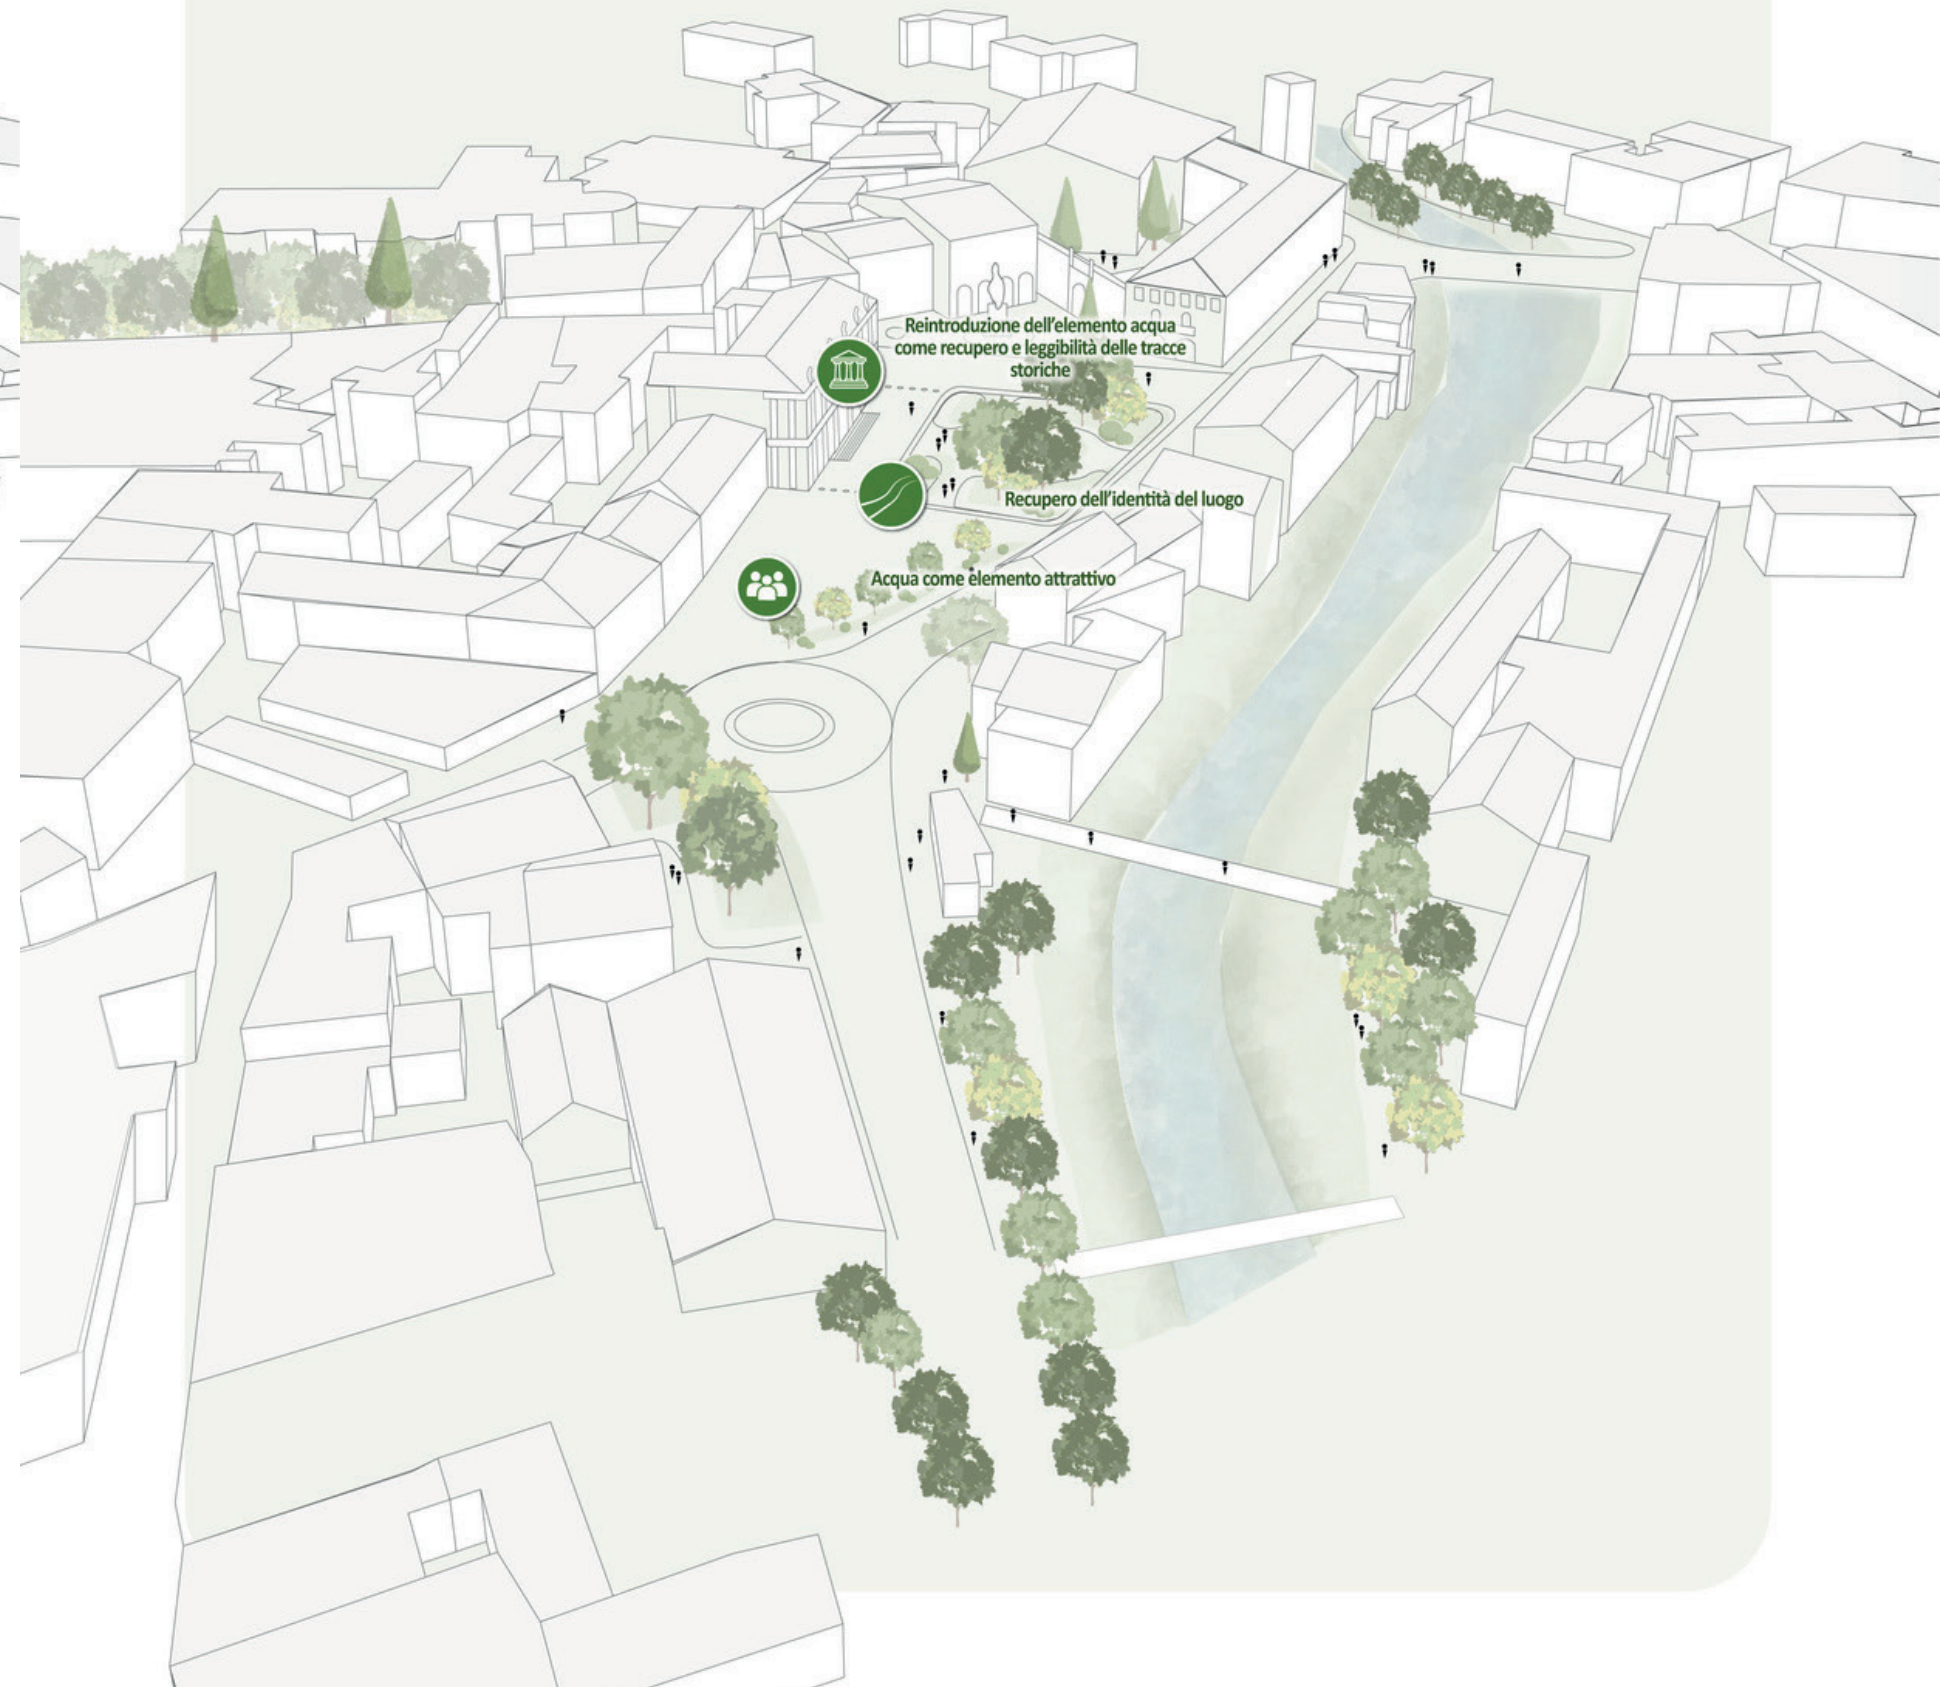 Reintroduzione dell'elemento acqua
come recupero e leggibilità delle tracce
storiche
Recupero dell'identità del luogo
Acqua come elemento attrattivo